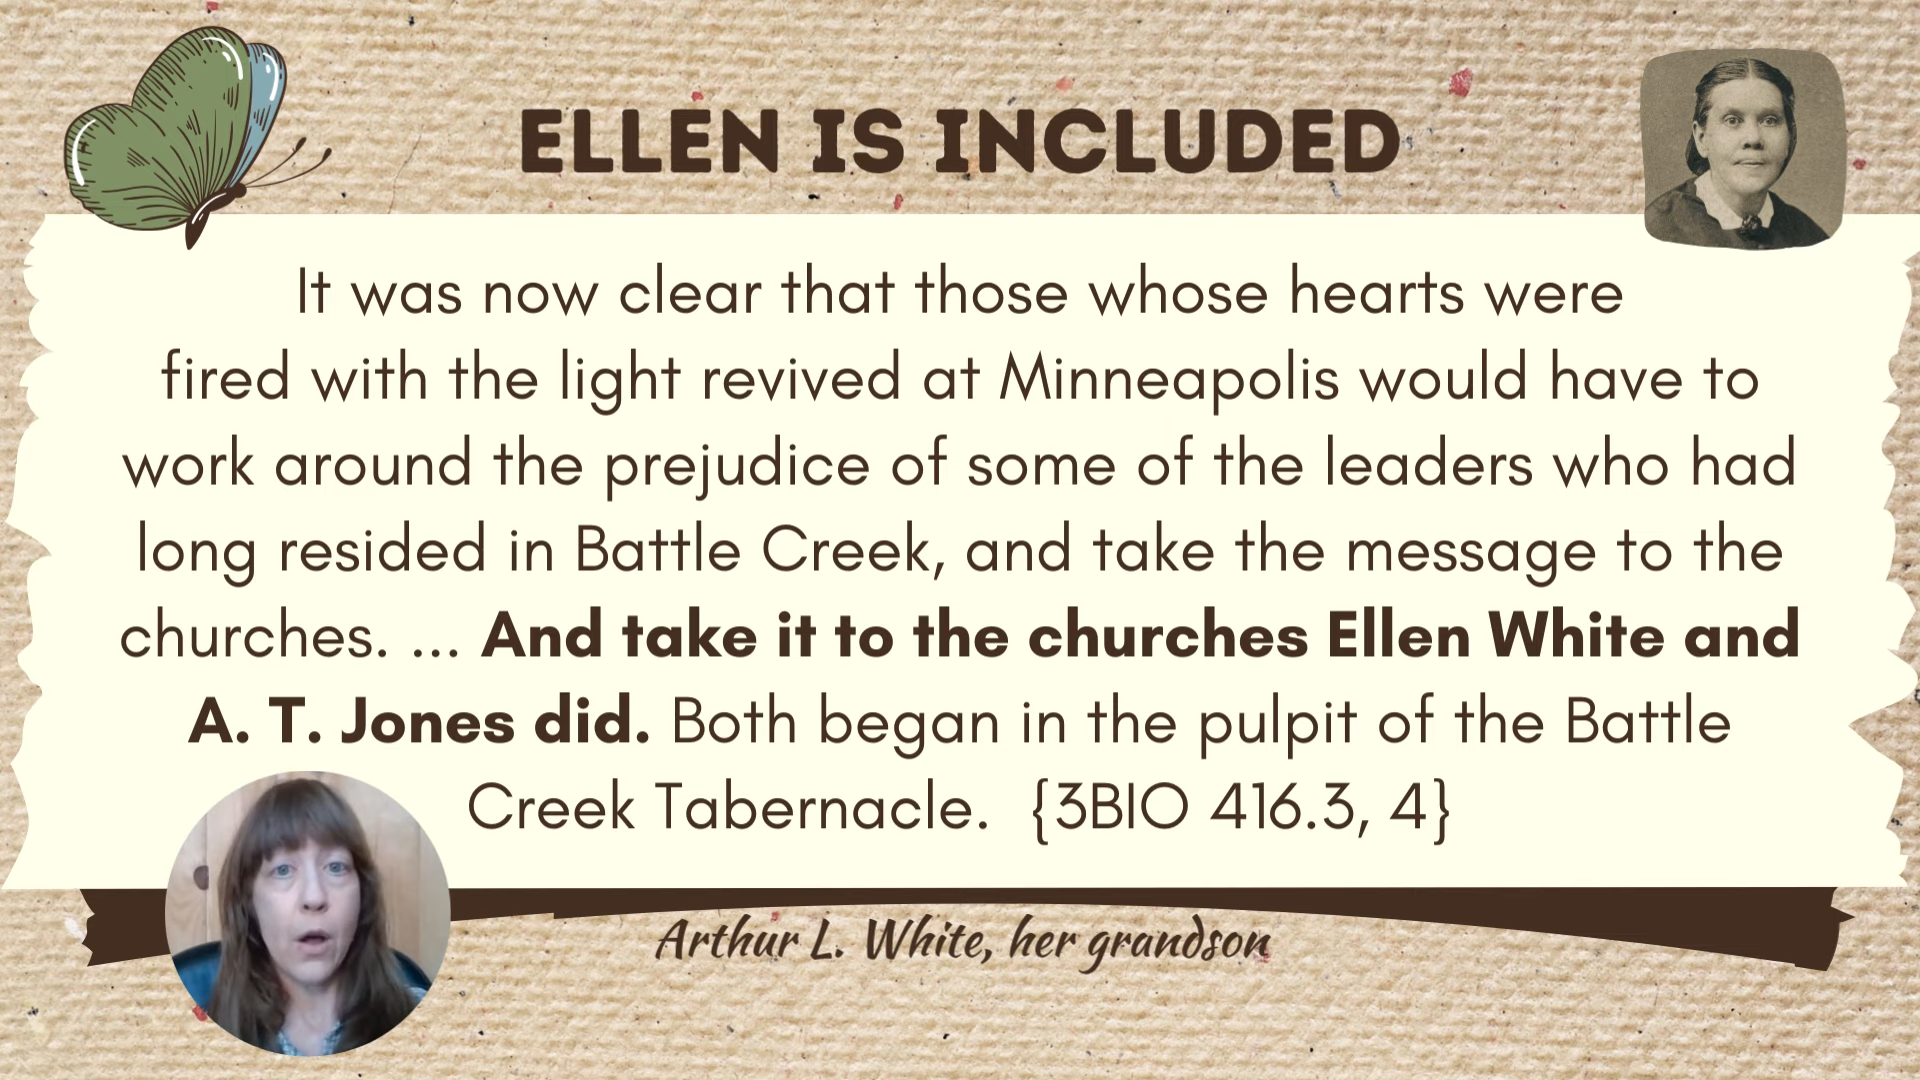 ELLEN IS INCLUDED
It was now clear that those whose hearts were
fired with the light revived at Minneapolis would have to
work around the prejudice of some of the leaders who had
long resided in Battle Creek, and take the message to the
churches. ... And take it to the churches Ellen White and
A. T. Jones did. Both began in the pulpit of the Battle
Creek Tabernacle. {3BIO 416.3, 4}
Arthur L. White, her grandson